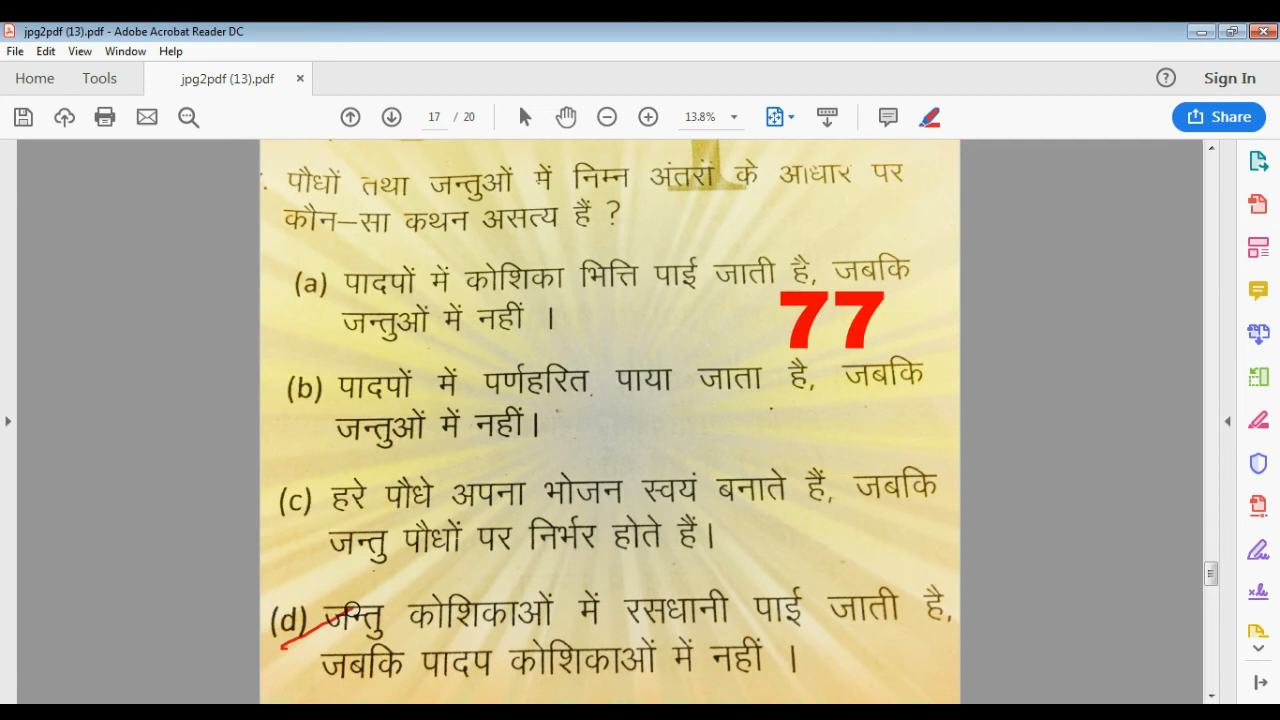 jpg2pdf (13).pdf - Adobe Acrobat Reader DC
File Edit View Window Help
Home Tools jpg2pdf (13).pdf × ? Sign In
17 / 20 13.8% Share
पौधों तथा जन्तुओं में निम्न अंतरों के आधार पर
कौन–सा कथन असत्य हैं ?
(a) पादपों में कोशिका भित्ति पाई जाती है, जबकि
जन्तुओं में नहीं ।
77
(b) पादपों में पर्णहरित पाया जाता है, जबकि
जन्तुओं में नहीं।
(c) हरे पौधे अपना भोजन स्वयं बनाते हैं, जबकि
जन्तु पौधों पर निर्भर होते हैं।
(d) जन्तु कोशिकाओं में रसधानी पाई जाती है,
जबकि पादप कोशिकाओं में नहीं ।